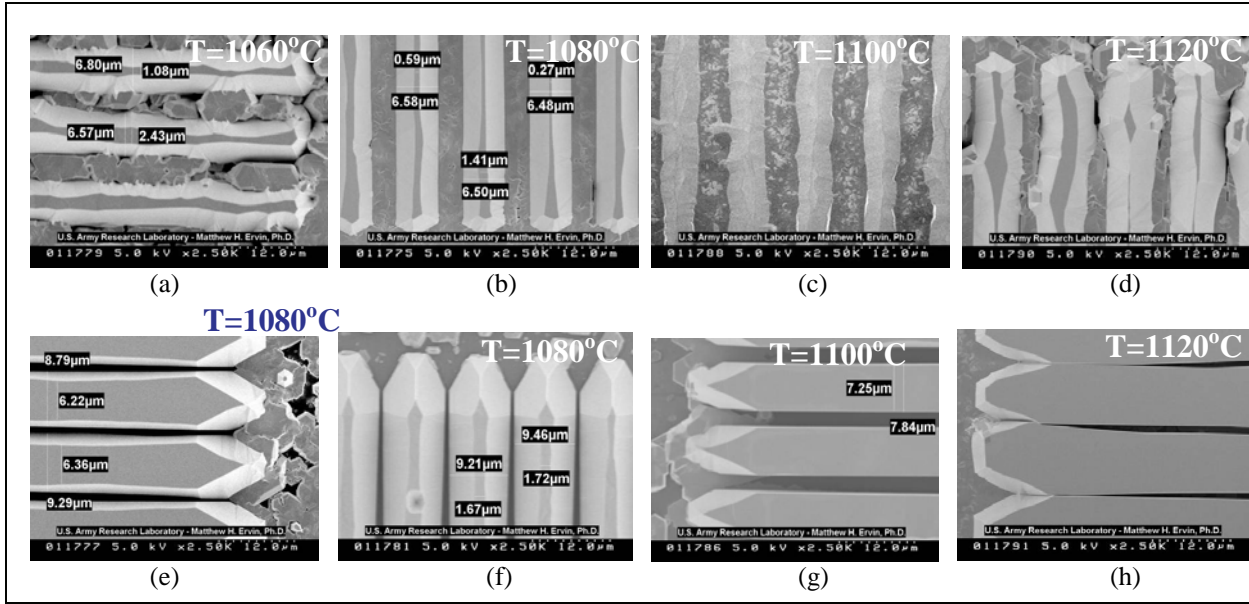 T=1060°C
6.80µm
1.08µm
6.57µm
2.43µm
U.S. Army Research Laboratory - Matthew H. Ervin, Ph.D.
011779 5.0 kV x2.50K 12.0µm
(a)
T=1080°C
0.59µm
0.27µm
6.58µm
6.48µm
1.41µm
6.50µm
U.S. Army Research Laboratory - Matthew H. Ervin, Ph.D.
011775 5.0 kV x2.50K 12.0µm
(b)
T=1100°C
U.S. Army Research Laboratory - Matthew H. Ervin, Ph.D.
011788 5.0 kV x2.50K 12.0µm
(c)
T=1120°C
U.S. Army Research Laboratory - Matthew H. Ervin, Ph.D.
011790 5.0 kV x2.50K 12.0µm
(d)
T=1080°C
8.79µm
6.22µm
6.36µm
9.29µm
U.S. Army Research Laboratory - Matthew H. Ervin, Ph.D.
011777 5.0 kV x2.50K 12.0µm
(e)
T=1080°C
9.46µm
9.21µm
1.72µm
1.67µm
U.S. Army Research Laboratory - Matthew H. Ervin, Ph.D.
011781 5.0 kV x2.50K 12.0µm
(f)
T=1100°C
7.25µm
7.84µm
U.S. Army Research Laboratory - Matthew H. Ervin, Ph.D.
011786 5.0 kV x2.50K 12.0µm
(g)
T=1120°C
U.S. Army Research Laboratory - Matthew H. Ervin, Ph.D.
011791 5.0 kV x2.50K 12.0µm
(h)